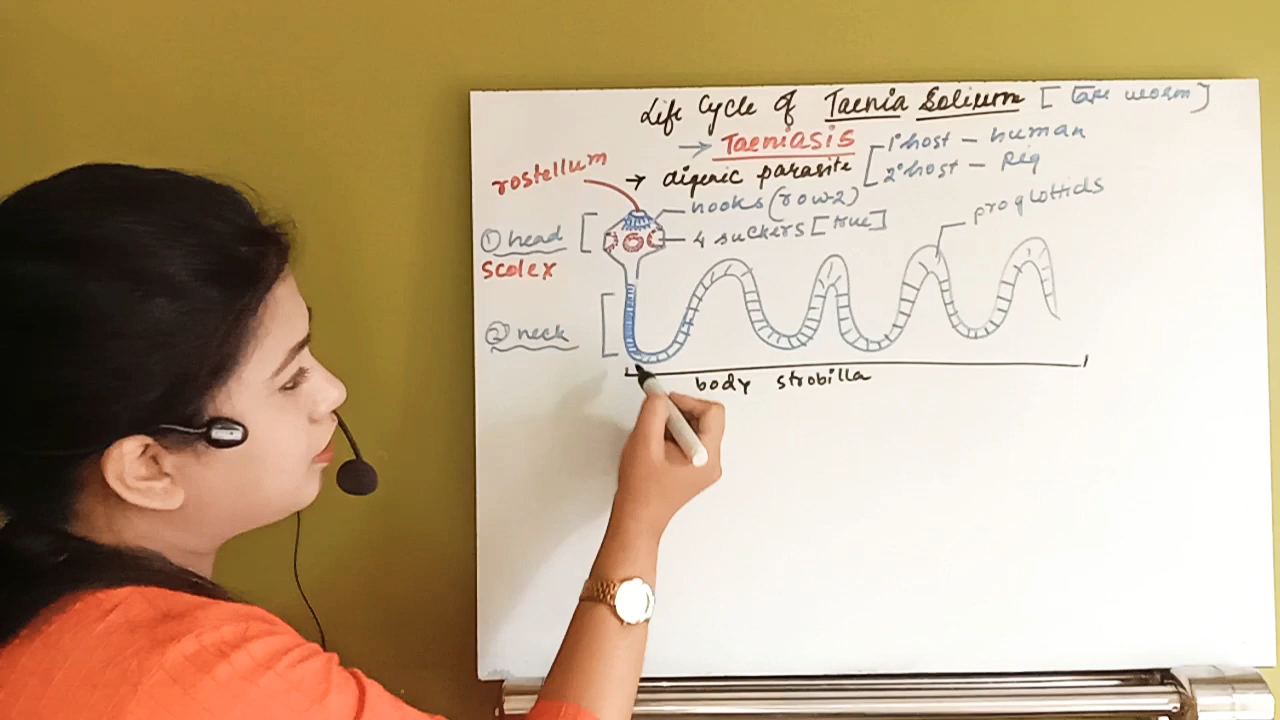 Life Cycle of Taenia Solium [Tape worm]
→ Taeniasis
→ digenic parasite
1° host - human
2° host - Pig
rostellum
hooks (row-2)
4 suckers [true]
proglottids
① head
scolex
② neck
body strobilla